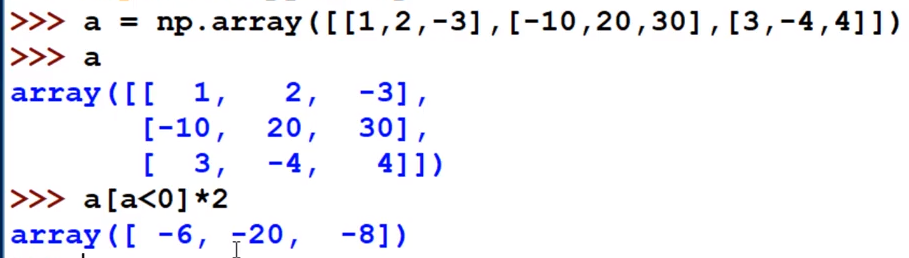 >>> a = np.array([[1,2,-3],[-10,20,30],[3,-4,4]])
>>> a
array([[  1,   2,  -3],
       [-10,  20,  30],
       [  3,  -4,   4]])
>>> a[a<0]*2
array([ -6, -20,  -8])